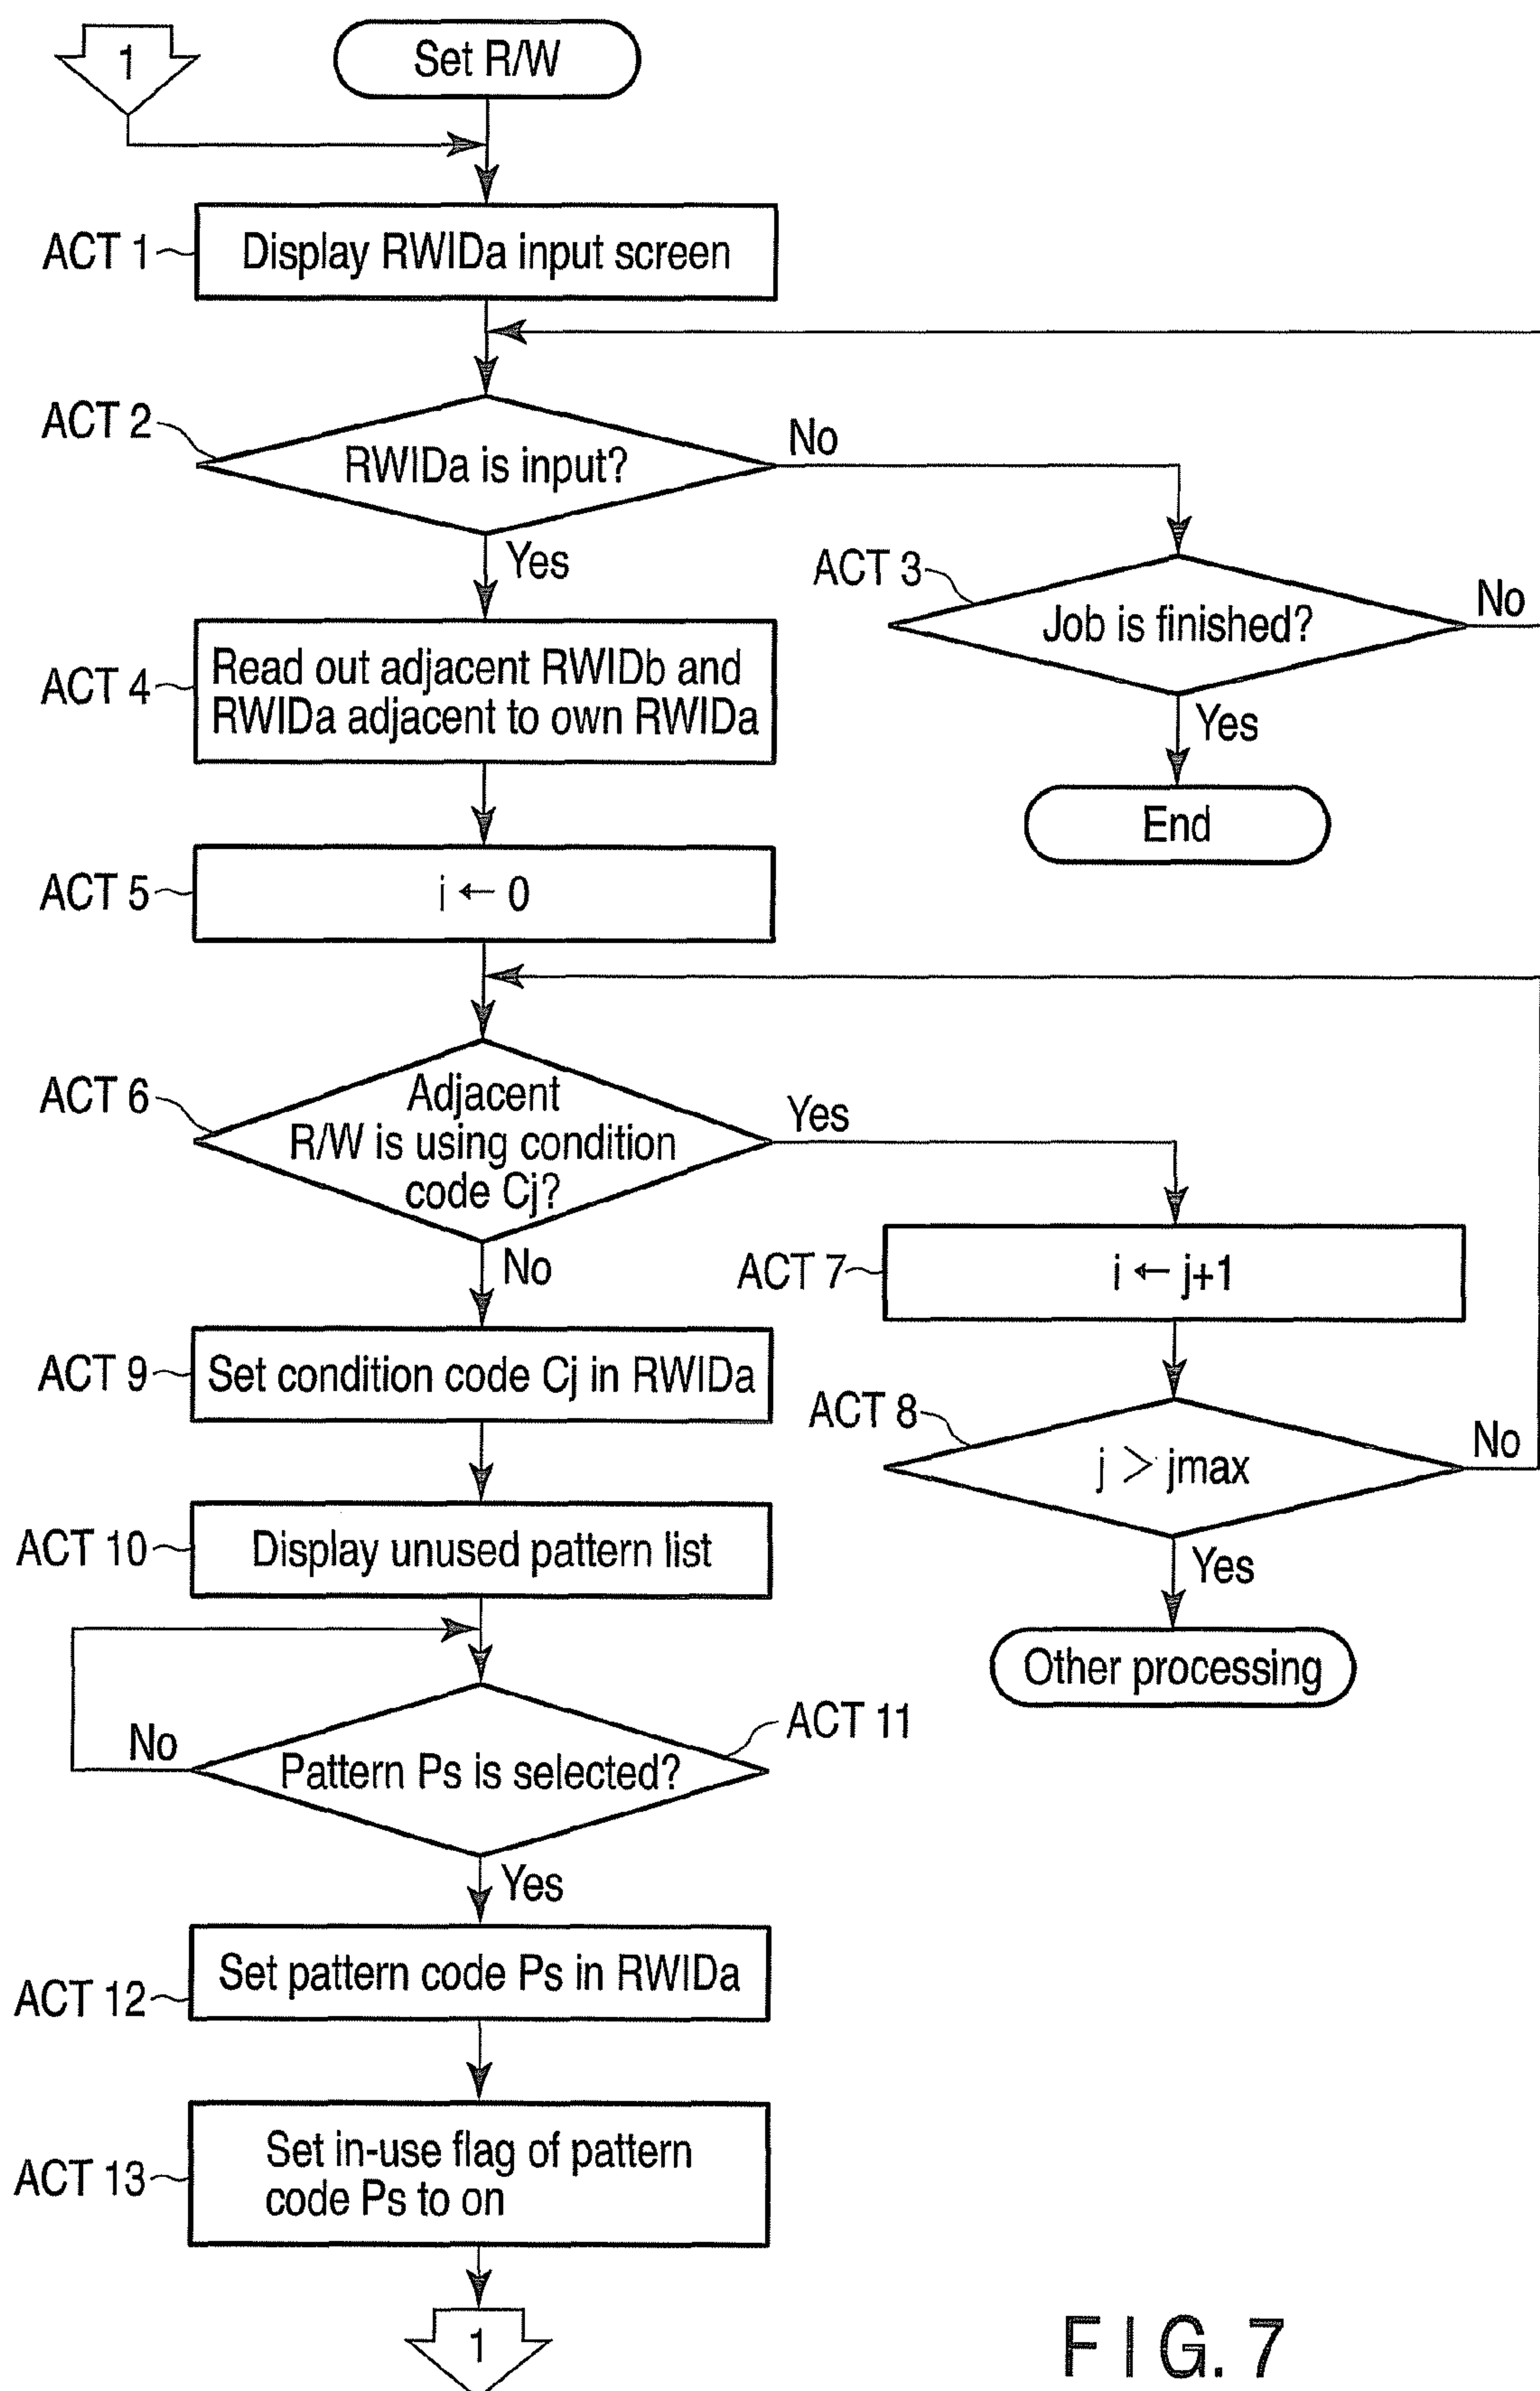 1
Set R/W
ACT 1
Display RWIDa input screen
ACT 2
RWIDa is input?
No
Yes
ACT 3
Job is finished?
No
Yes
End
ACT 4
Read out adjacent RWIDb and
RWIDa adjacent to own RWIDa
ACT 5
i ← 0
ACT 6
Adjacent
R/W is using condition
code Cj?
Yes
No
ACT 7
i ← j+1
ACT 8
j > jmax
No
Yes
Other processing
ACT 9
Set condition code Cj in RWIDa
ACT 10
Display unused pattern list
ACT 11
Pattern Ps is selected?
No
Yes
ACT 12
Set pattern code Ps in RWIDa
ACT 13
Set in-use flag of pattern
code Ps to on
1
FIG. 7